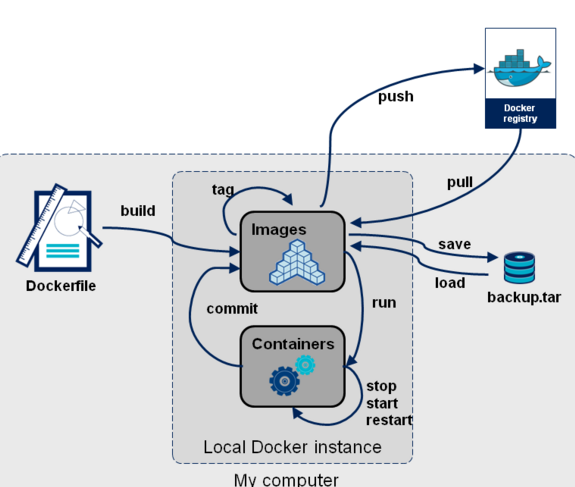 push
Docker
registry
tag
pull
build
Images
save
Dockerfile
load
backup.tar
commit
run
Containers
stop
start
restart
Local Docker instance
My computer